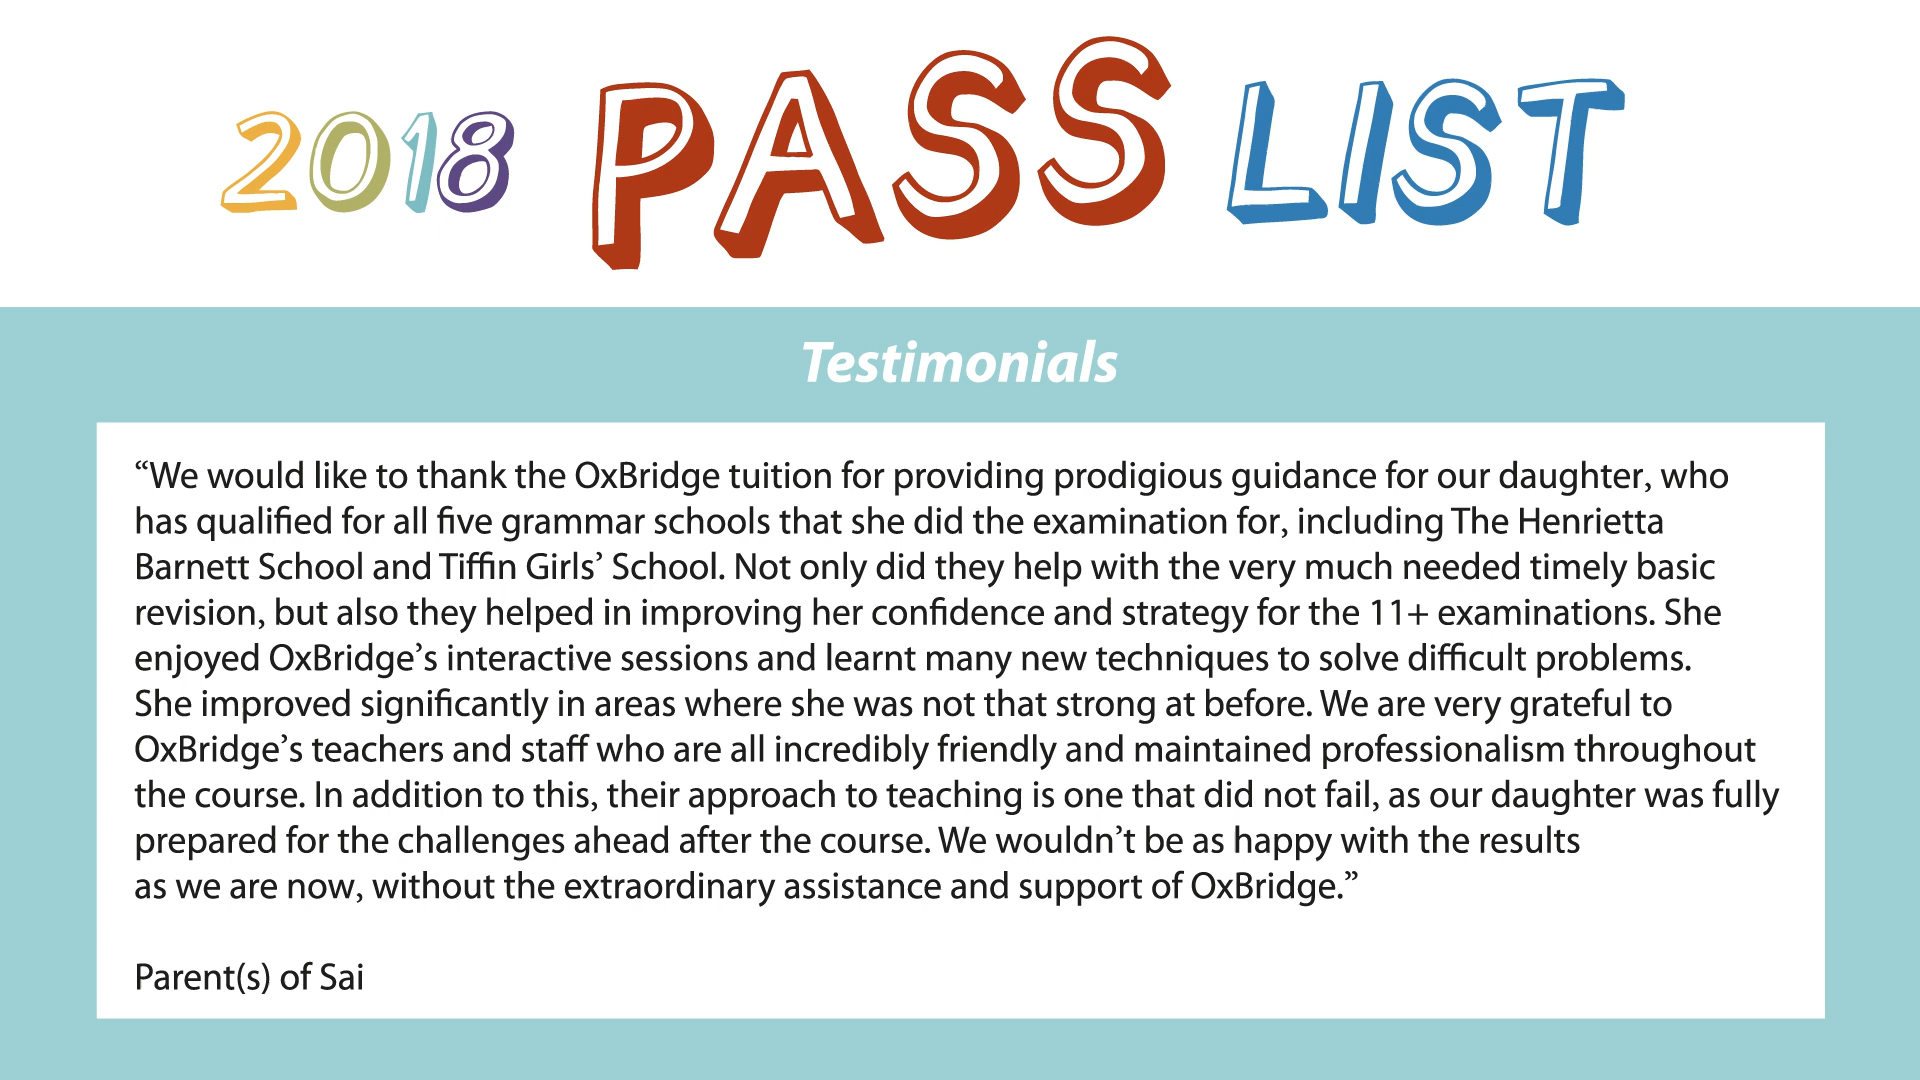 2018 PASS LIST
Testimonials
“We would like to thank the OxBridge tuition for providing prodigious guidance for our daughter, who
has qualified for all five grammar schools that she did the examination for, including The Henrietta
Barnett School and Tiffin Girls’ School. Not only did they help with the very much needed timely basic
revision, but also they helped in improving her confidence and strategy for the 11+ examinations. She
enjoyed OxBridge’s interactive sessions and learnt many new techniques to solve difficult problems.
She improved significantly in areas where she was not that strong at before. We are very grateful to
OxBridge’s teachers and staff who are all incredibly friendly and maintained professionalism throughout
the course. In addition to this, their approach to teaching is one that did not fail, as our daughter was fully
prepared for the challenges ahead after the course. We wouldn’t be as happy with the results
as we are now, without the extraordinary assistance and support of OxBridge.”
Parent(s) of Sai